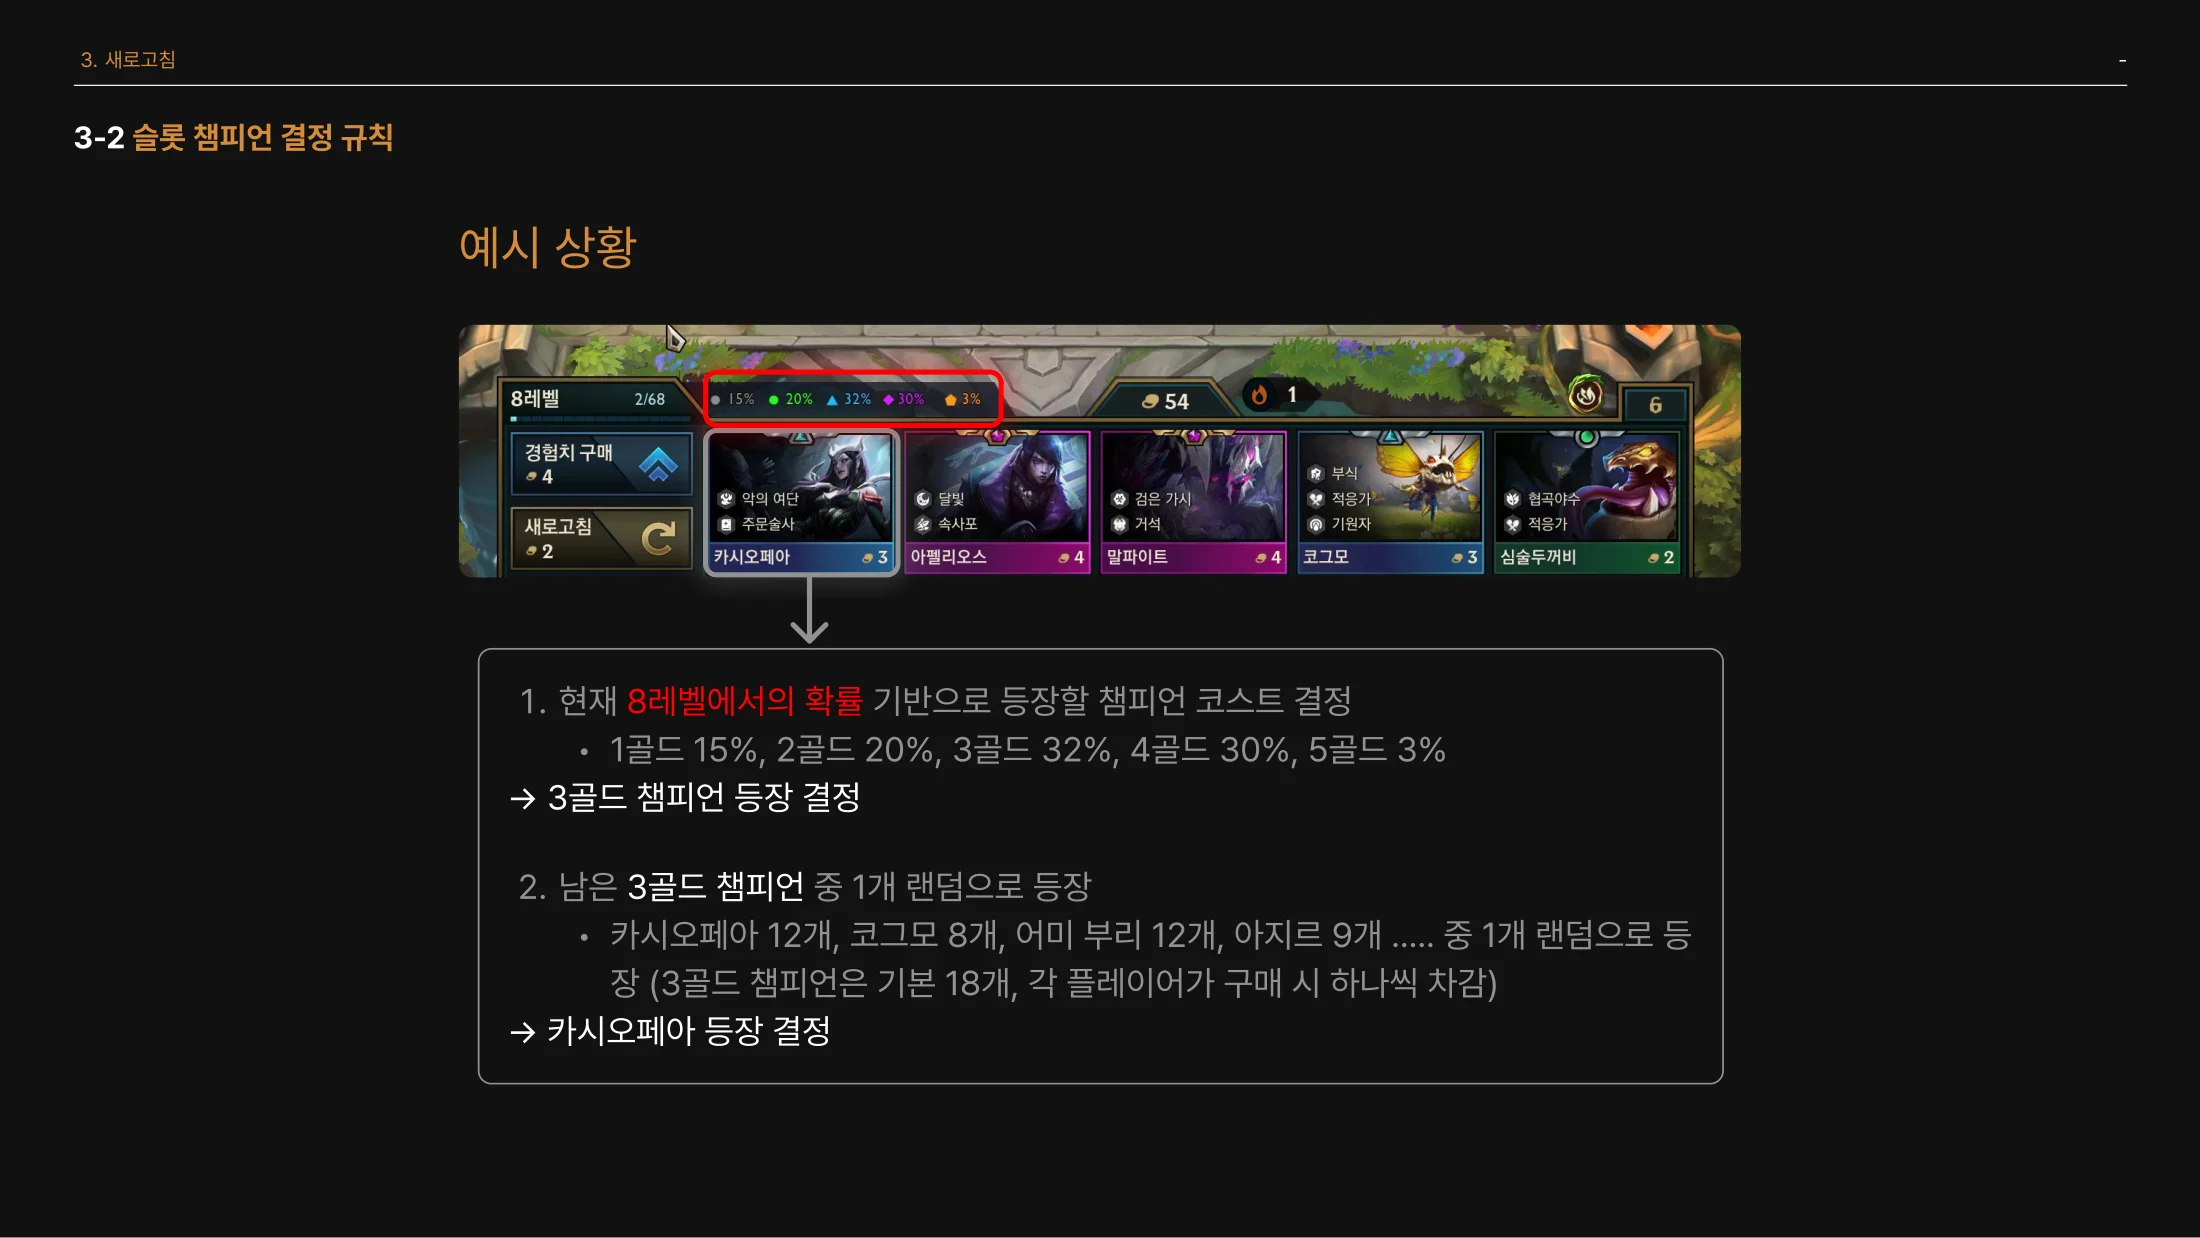 3. 새로고침
-
3-2 슬롯 챔피언 결정 규칙
예시 상황
8레벨 2/68
15% 20% 32% 30% 3%
54
1
6
경험치 구매
4
새로고침
2
악의 여단
주문술사
카시오페아 3
달빛
속사포
아펠리오스 4
검은 가시
거석
말파이트 4
부식
적응가
기원자
코그모 3
협곡야수
적응가
심술두꺼비 2
1. 현재 8레벨에서의 확률 기반으로 등장할 챔피언 코스트 결정
• 1골드 15%, 2골드 20%, 3골드 32%, 4골드 30%, 5골드 3%
→ 3골드 챔피언 등장 결정
2. 남은 3골드 챔피언 중 1개 랜덤으로 등장
• 카시오페아 12개, 코그모 8개, 어미 부리 12개, 아지르 9개 ..... 중 1개 랜덤으로 등
장 (3골드 챔피언은 기본 18개, 각 플레이어가 구매 시 하나씩 차감)
→ 카시오페아 등장 결정